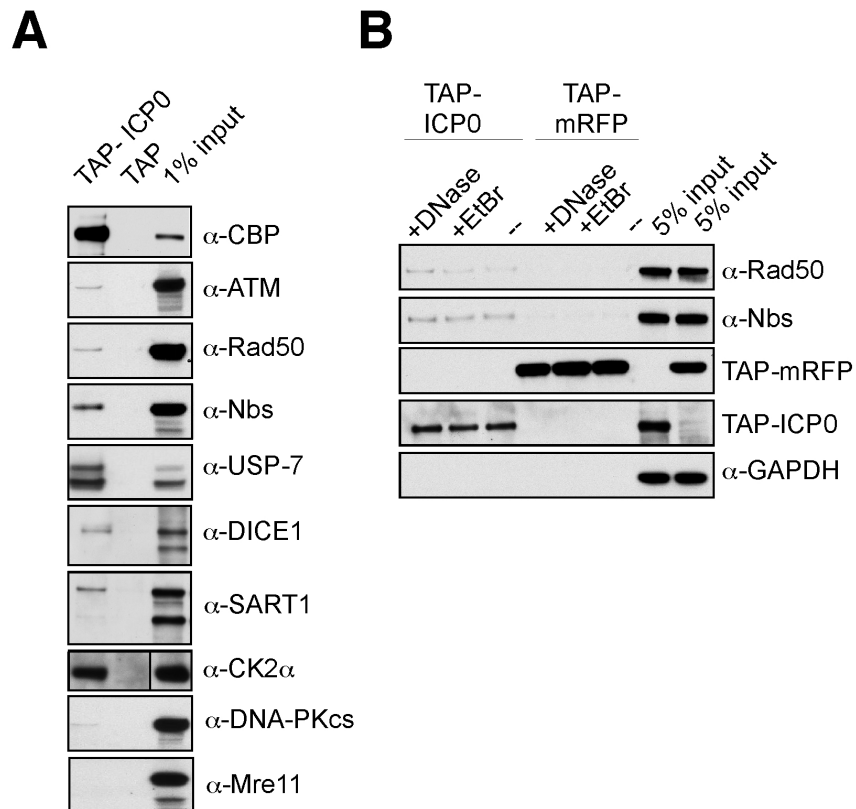 A
B
TAP- ICP0
TAP
1% input
α-CBP
α-ATM
α-Rad50
α-Nbs
α-USP-7
α-DICE1
α-SART1
α-CK2α
α-DNA-PKcs
α-Mre11
TAP-
ICP0
TAP-
mRFP
+DNase
+EtBr
--
+DNase
+EtBr
--
5% input
5% input
α-Rad50
α-Nbs
TAP-mRFP
TAP-ICP0
α-GAPDH